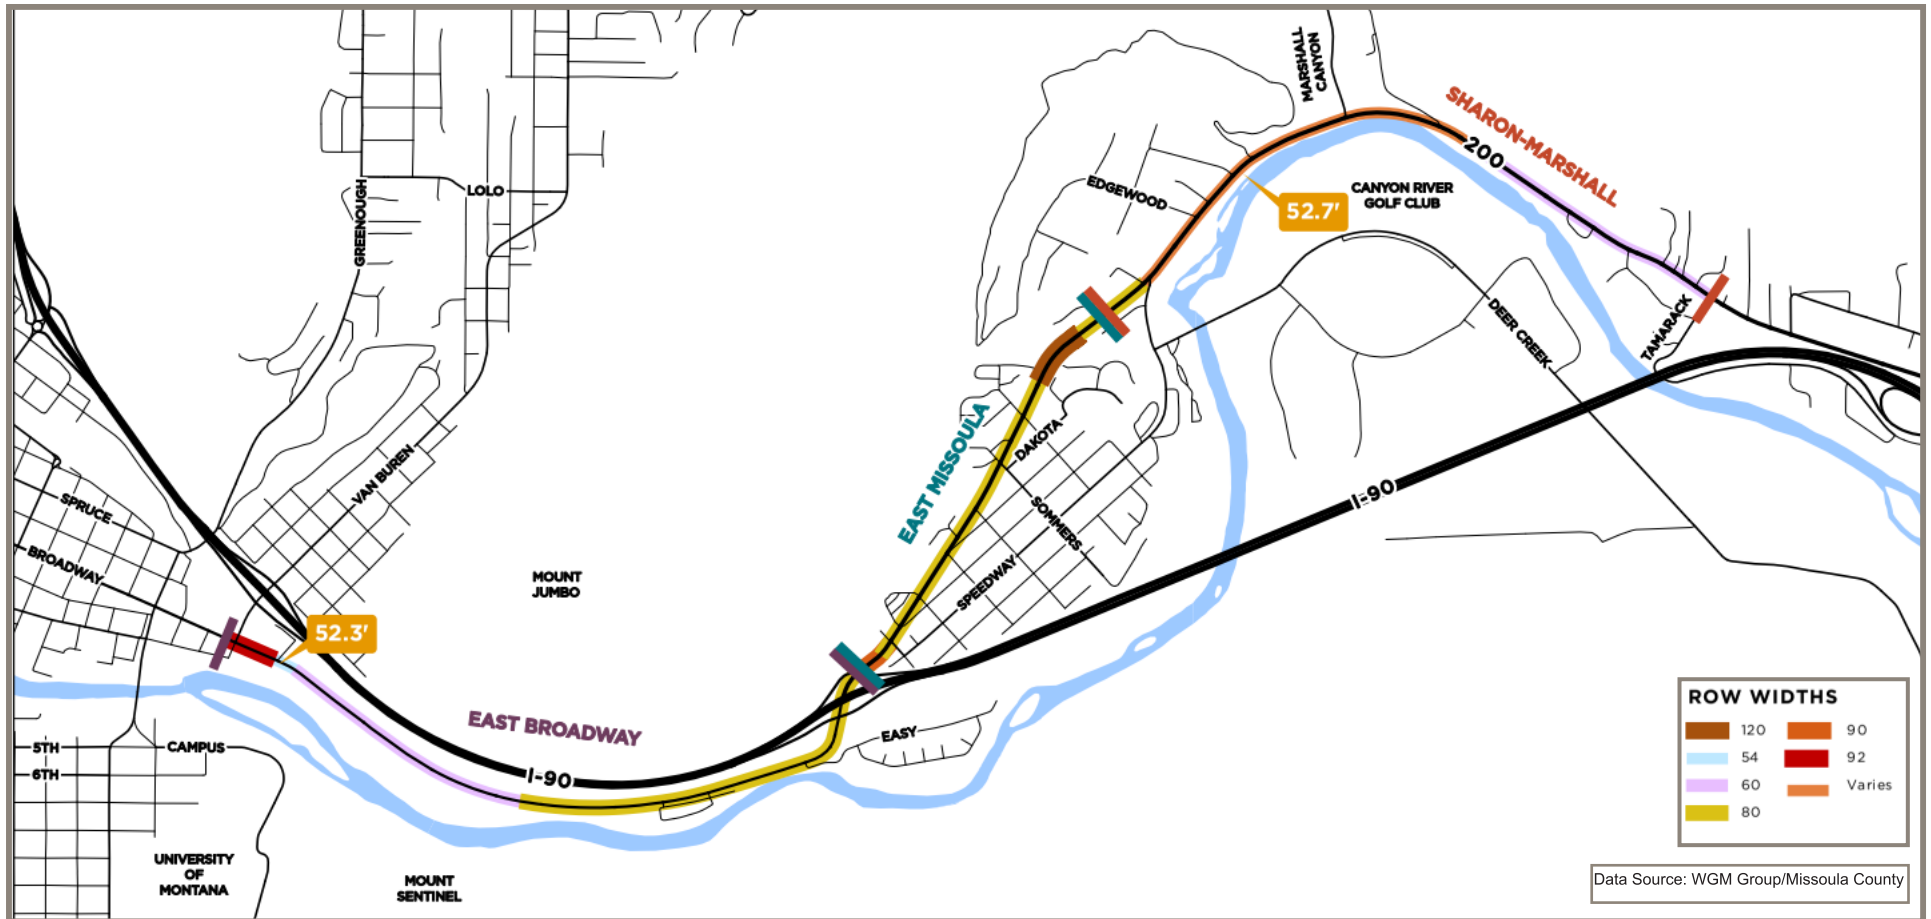 MARSHALL
CANYON
SHARON-MARSHALL
200
LOLO
GREENOUGH
EDGEWOOD
CANYON RIVER
GOLF CLUB
52.7'
DEER CREEK
TAMARACK
EAST MISSOULA
DAKOTA
VAN BUREN
I-90
SPRUCE
SOMMERS
BROADWAY
MOUNT
JUMBO
SPEEDWAY
52.3'
EAST BROADWAY
EASY
I-90
5TH
CAMPUS
6TH
UNIVERSITY
OF
MONTANA
MOUNT
SENTINEL
ROW WIDTHS
120
90
54
92
60
Varies
80
Data Source: WGM Group/Missoula County